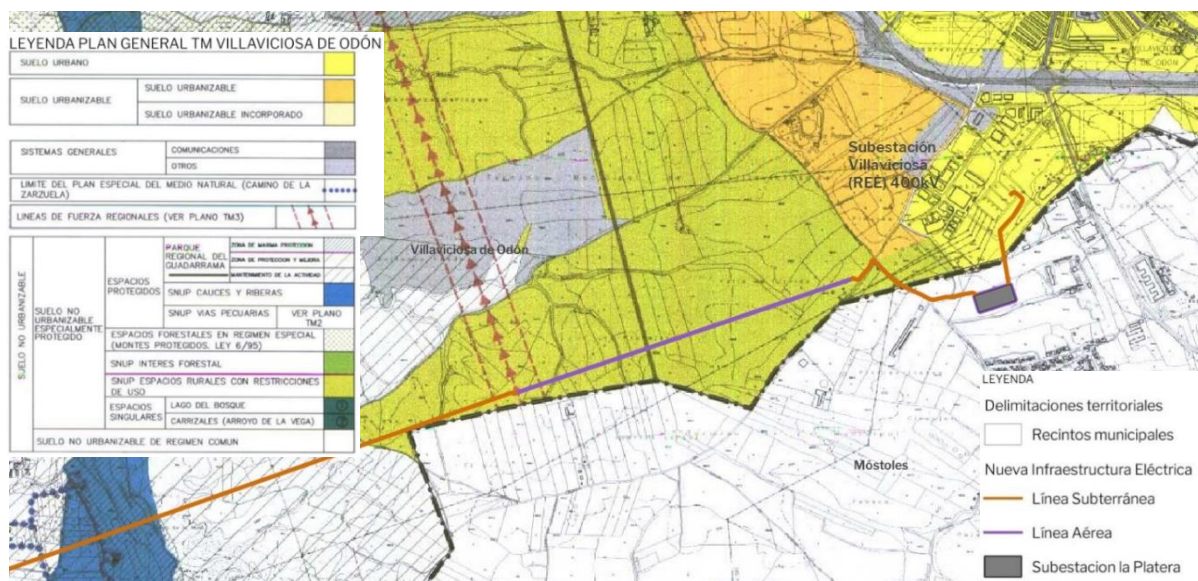 LEYENDA PLAN GENERAL TM VILLAVICIOSA DE ODÓN
SUELO URBANO
SUELO URBANIZABLE
SUELO URBANIZABLE
SUELO URBANIZABLE INCORPORADO
SISTEMAS GENERALES
COMUNICACIONES
OTROS
LIMITE DEL PLAN ESPECIAL DEL MEDIO NATURAL (CAMINO DE LA
ZARZUELA)
LINEAS DE FUERZA REGIONALES (VER PLANO TM3)
SUELO NO URBANIZABLE
SUELO NO
URBANIZABLE
ESPECIALMENTE
PROTEGIDO
ESPACIOS
PROTEGIDOS
PARQUE
REGIONAL DEL
GUADARRAMA
ZONA DE MAXIMA PROTECCION
ZONA DE PROTECCION Y MEJORA
MANTENIMIENTO DE LA ACTIVIDAD
SNUP CAUCES Y RIBERAS
SNUP VIAS PECUARIAS
VER PLANO
TM2
ESPACIOS FORESTALES EN REGIMEN ESPECIAL
(MONTES PROTEGIDOS. LEY 6/95)
SNUP INTERES FORESTAL
SNUP ESPACIOS RURALES CON RESTRICCIONES
DE USO
ESPACIOS
SINGULARES
LAGO DEL BOSQUE
CARRIZALES (ARROYO DE LA VEGA)
SUELO NO URBANIZABLE DE REGIMEN COMUN
VILLAVICIOSA
DE ODÓN
Subestación
Villaviciosa
(REE) 400kV
Villaviciosa de Odón
Móstoles
LEYENDA
Delimitaciones territoriales
Recintos municipales
Nueva Infraestructura Eléctrica
Línea Subterránea
Línea Aérea
Substacion la Platera